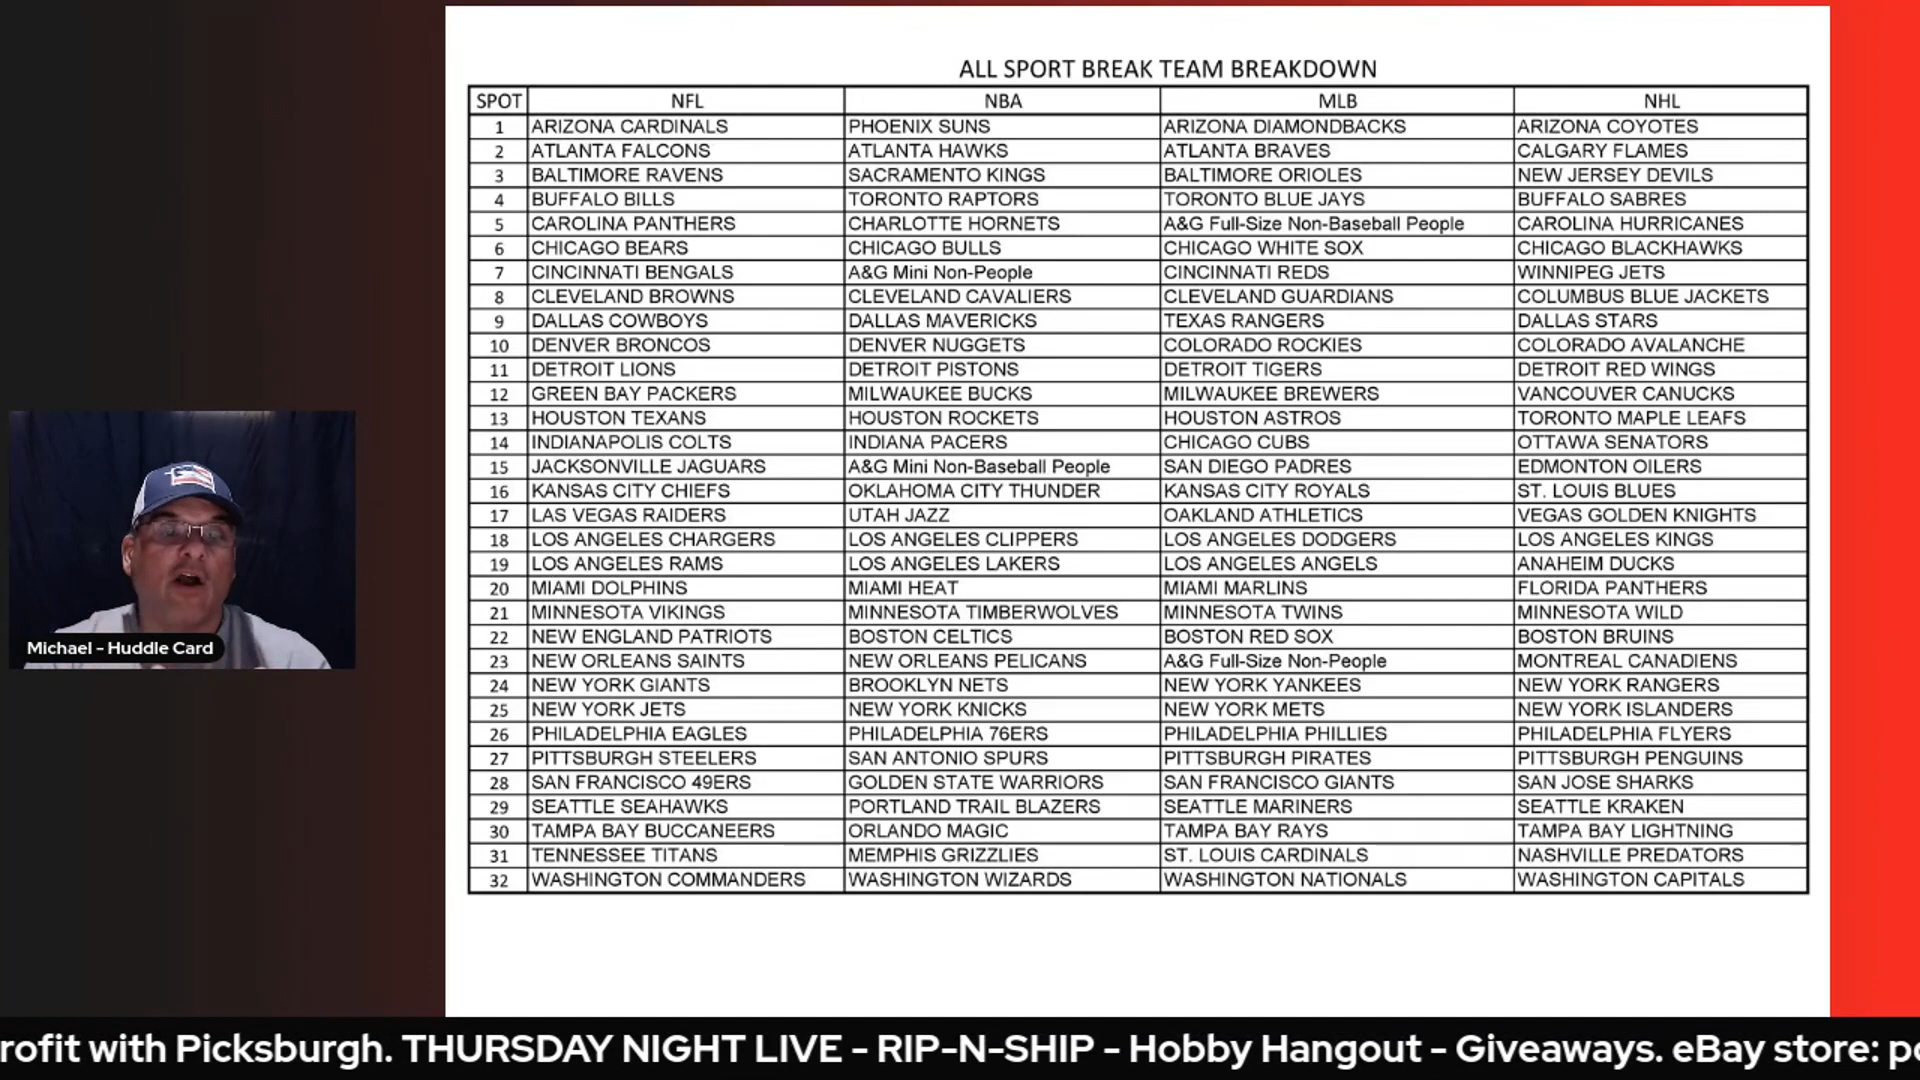 ALL SPORT BREAK TEAM BREAKDOWN
SPOT NFL NBA MLB NHL
1 ARIZONA CARDINALS PHOENIX SUNS ARIZONA DIAMONDBACKS ARIZONA COYOTES
2 ATLANTA FALCONS ATLANTA HAWKS ATLANTA BRAVES CALGARY FLAMES
3 BALTIMORE RAVENS SACRAMENTO KINGS BALTIMORE ORIOLES NEW JERSEY DEVILS
4 BUFFALO BILLS TORONTO RAPTORS TORONTO BLUE JAYS BUFFALO SABRES
5 CAROLINA PANTHERS CHARLOTTE HORNETS A&G Full-Size Non-Baseball People CAROLINA HURRICANES
6 CHICAGO BEARS CHICAGO BULLS CHICAGO WHITE SOX CHICAGO BLACKHAWKS
7 CINCINNATI BENGALS A&G Mini Non-People CINCINNATI REDS WINNIPEG JETS
8 CLEVELAND BROWNS CLEVELAND CAVALIERS CLEVELAND GUARDIANS COLUMBUS BLUE JACKETS
9 DALLAS COWBOYS DALLAS MAVERICKS TEXAS RANGERS DALLAS STARS
10 DENVER BRONCOS DENVER NUGGETS COLORADO ROCKIES COLORADO AVALANCHE
11 DETROIT LIONS DETROIT PISTONS DETROIT TIGERS DETROIT RED WINGS
12 GREEN BAY PACKERS MILWAUKEE BUCKS MILWAUKEE BREWERS VANCOUVER CANUCKS
13 HOUSTON TEXANS HOUSTON ROCKETS HOUSTON ASTROS TORONTO MAPLE LEAFS
14 INDIANAPOLIS COLTS INDIANA PACERS CHICAGO CUBS OTTAWA SENATORS
15 JACKSONVILLE JAGUARS A&G Mini Non-Baseball People SAN DIEGO PADRES EDMONTON OILERS
16 KANSAS CITY CHIEFS OKLAHOMA CITY THUNDER KANSAS CITY ROYALS ST. LOUIS BLUES
17 LAS VEGAS RAIDERS UTAH JAZZ OAKLAND ATHLETICS VEGAS GOLDEN KNIGHTS
18 LOS ANGELES CHARGERS LOS ANGELES CLIPPERS LOS ANGELES DODGERS LOS ANGELES KINGS
19 LOS ANGELES RAMS LOS ANGELES LAKERS LOS ANGELES ANGELS ANAHEIM DUCKS
20 MIAMI DOLPHINS MIAMI HEAT MIAMI MARLINS FLORIDA PANTHERS
21 MINNESOTA VIKINGS MINNESOTA TIMBERWOLVES MINNESOTA TWINS MINNESOTA WILD
22 NEW ENGLAND PATRIOTS BOSTON CELTICS BOSTON RED SOX BOSTON BRUINS
23 NEW ORLEANS SAINTS NEW ORLEANS PELICANS A&G Full-Size Non-People MONTREAL CANADIENS
24 NEW YORK GIANTS BROOKLYN NETS NEW YORK YANKEES NEW YORK RANGERS
25 NEW YORK JETS NEW YORK KNICKS NEW YORK METS NEW YORK ISLANDERS
26 PHILADELPHIA EAGLES PHILADELPHIA 76ERS PHILADELPHIA PHILLIES PHILADELPHIA FLYERS
27 PITTSBURGH STEELERS SAN ANTONIO SPURS PITTSBURGH PIRATES PITTSBURGH PENGUINS
28 SAN FRANCISCO 49ERS GOLDEN STATE WARRIORS SAN FRANCISCO GIANTS SAN JOSE SHARKS
29 SEATTLE SEAHAWKS PORTLAND TRAIL BLAZERS SEATTLE MARINERS SEATTLE KRAKEN
30 TAMPA BAY BUCCANEERS ORLANDO MAGIC TAMPA BAY RAYS TAMPA BAY LIGHTNING
31 TENNESSEE TITANS MEMPHIS GRIZZLIES ST. LOUIS CARDINALS NASHVILLE PREDATORS
32 WASHINGTON COMMANDERS WASHINGTON WIZARDS WASHINGTON NATIONALS WASHINGTON CAPITALS
Michael - Huddle Card
rofit with Picksburgh. THURSDAY NIGHT LIVE - RIP-N-SHIP - Hobby Hangout - Giveaways. eBay store: po